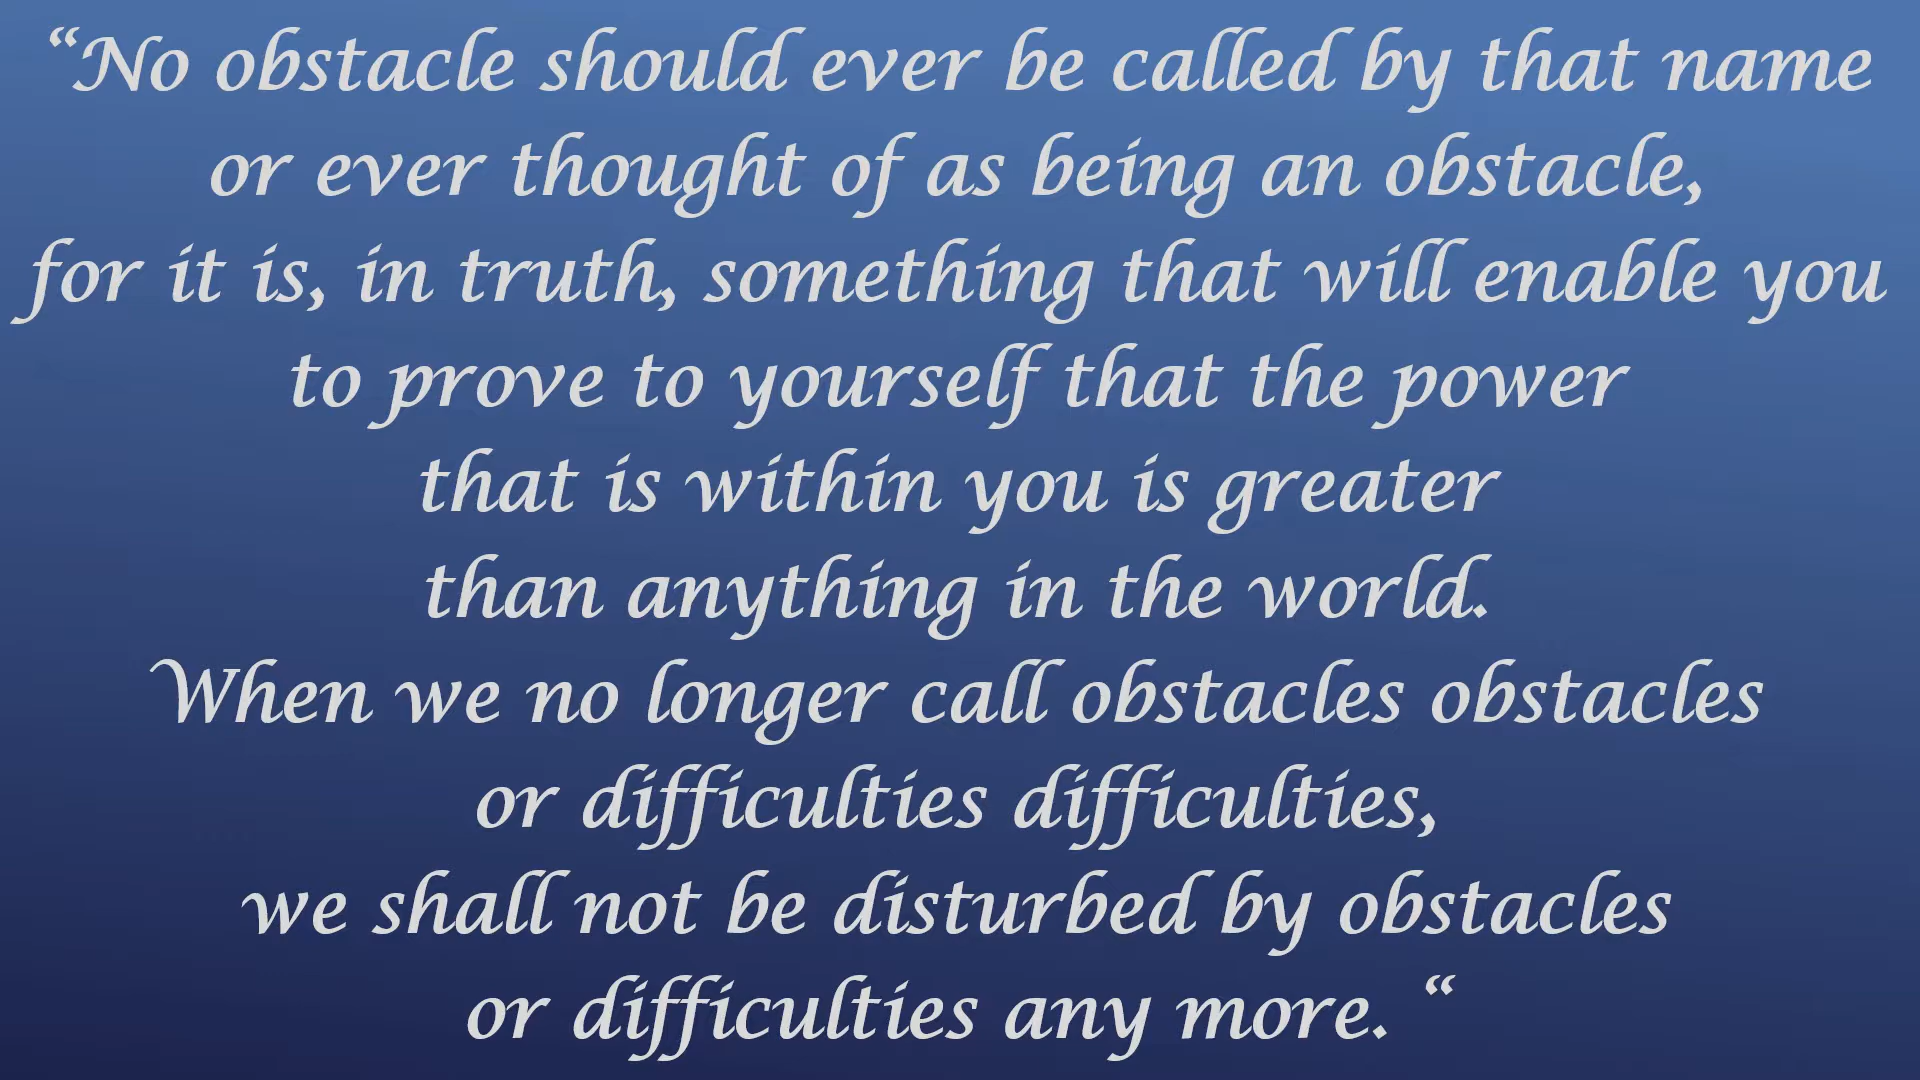 “No obstacle should ever be called by that name
or ever thought of as being an obstacle,
for it is, in truth, something that will enable you
to prove to yourself that the power
that is within you is greater
than anything in the world.
When we no longer call obstacles obstacles
or difficulties difficulties,
we shall not be disturbed by obstacles
or difficulties any more. “